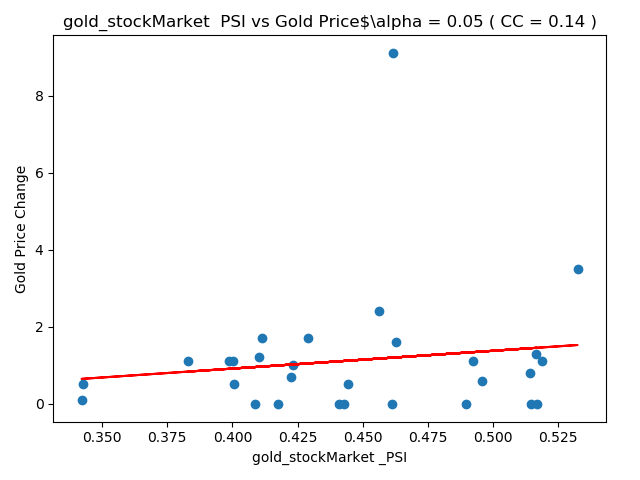 gold_stockMarket  PSI vs Gold Price$\alpha = 0.05 ( CC = 0.14 )
8
6
4
2
0
Gold Price Change
0.350 0.375 0.400 0.425 0.450 0.475 0.500 0.525
gold_stockMarket _PSI